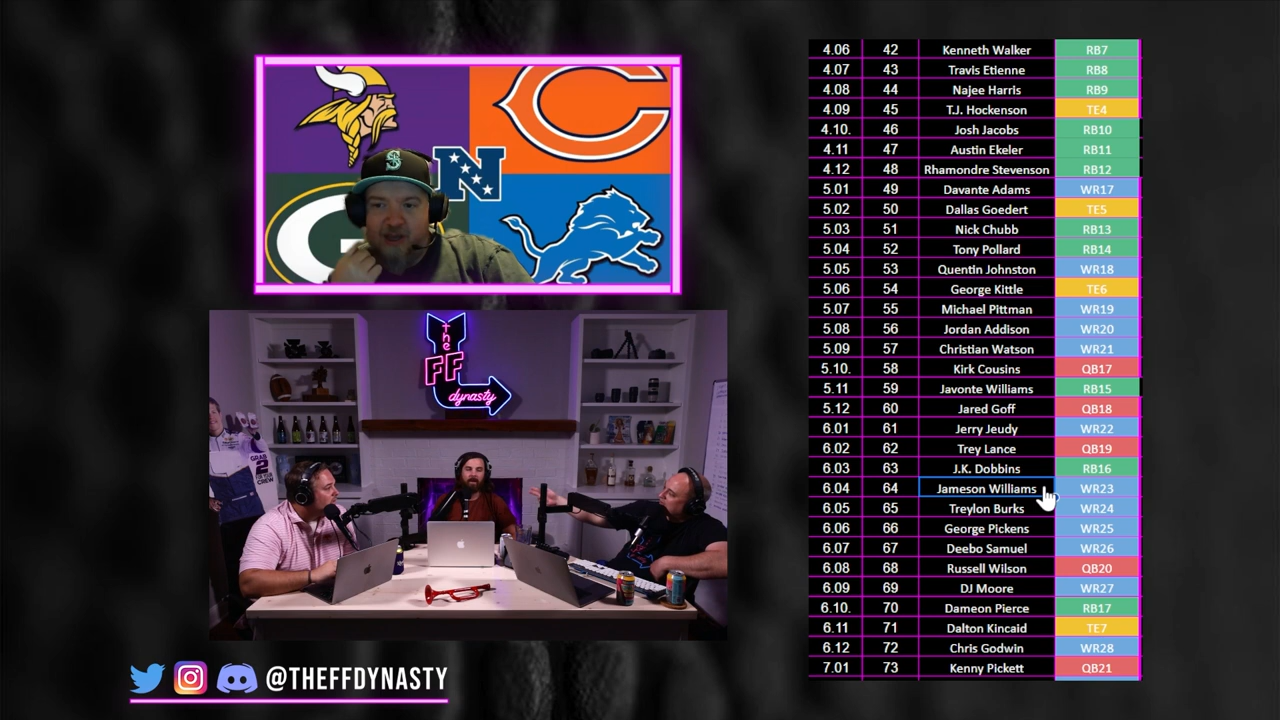 4.06 42 Kenneth Walker RB7
4.07 43 Travis Etienne RB8
4.08 44 Najee Harris RB9
4.09 45 T.J. Hockenson TE4
4.10. 46 Josh Jacobs RB10
4.11 47 Austin Ekeler RB11
4.12 48 Rhamondre Stevenson RB12
5.01 49 Davante Adams WR17
5.02 50 Dallas Goedert TE5
5.03 51 Nick Chubb RB13
5.04 52 Tony Pollard RB14
5.05 53 Quentin Johnston WR18
5.06 54 George Kittle TE6
5.07 55 Michael Pittman WR19
5.08 56 Jordan Addison WR20
5.09 57 Christian Watson WR21
5.10. 58 Kirk Cousins QB17
5.11 59 Javonte Williams RB15
5.12 60 Jared Goff QB18
6.01 61 Jerry Jeudy WR22
6.02 62 Trey Lance QB19
6.03 63 J.K. Dobbins RB16
6.04 64 Jameson Williams WR23
6.05 65 Treylon Burks WR24
6.06 66 George Pickens WR25
6.07 67 Deebo Samuel WR26
6.08 68 Russell Wilson QB20
6.09 69 DJ Moore WR27
6.10. 70 Dameon Pierce RB17
6.11 71 Dalton Kincaid TE7
6.12 72 Chris Godwin WR28
7.01 73 Kenny Pickett QB21
N
C
G
S
the
FF
dynasty
GRAB
2
FOR YOUR
CREW
@THEFFDYNASTY